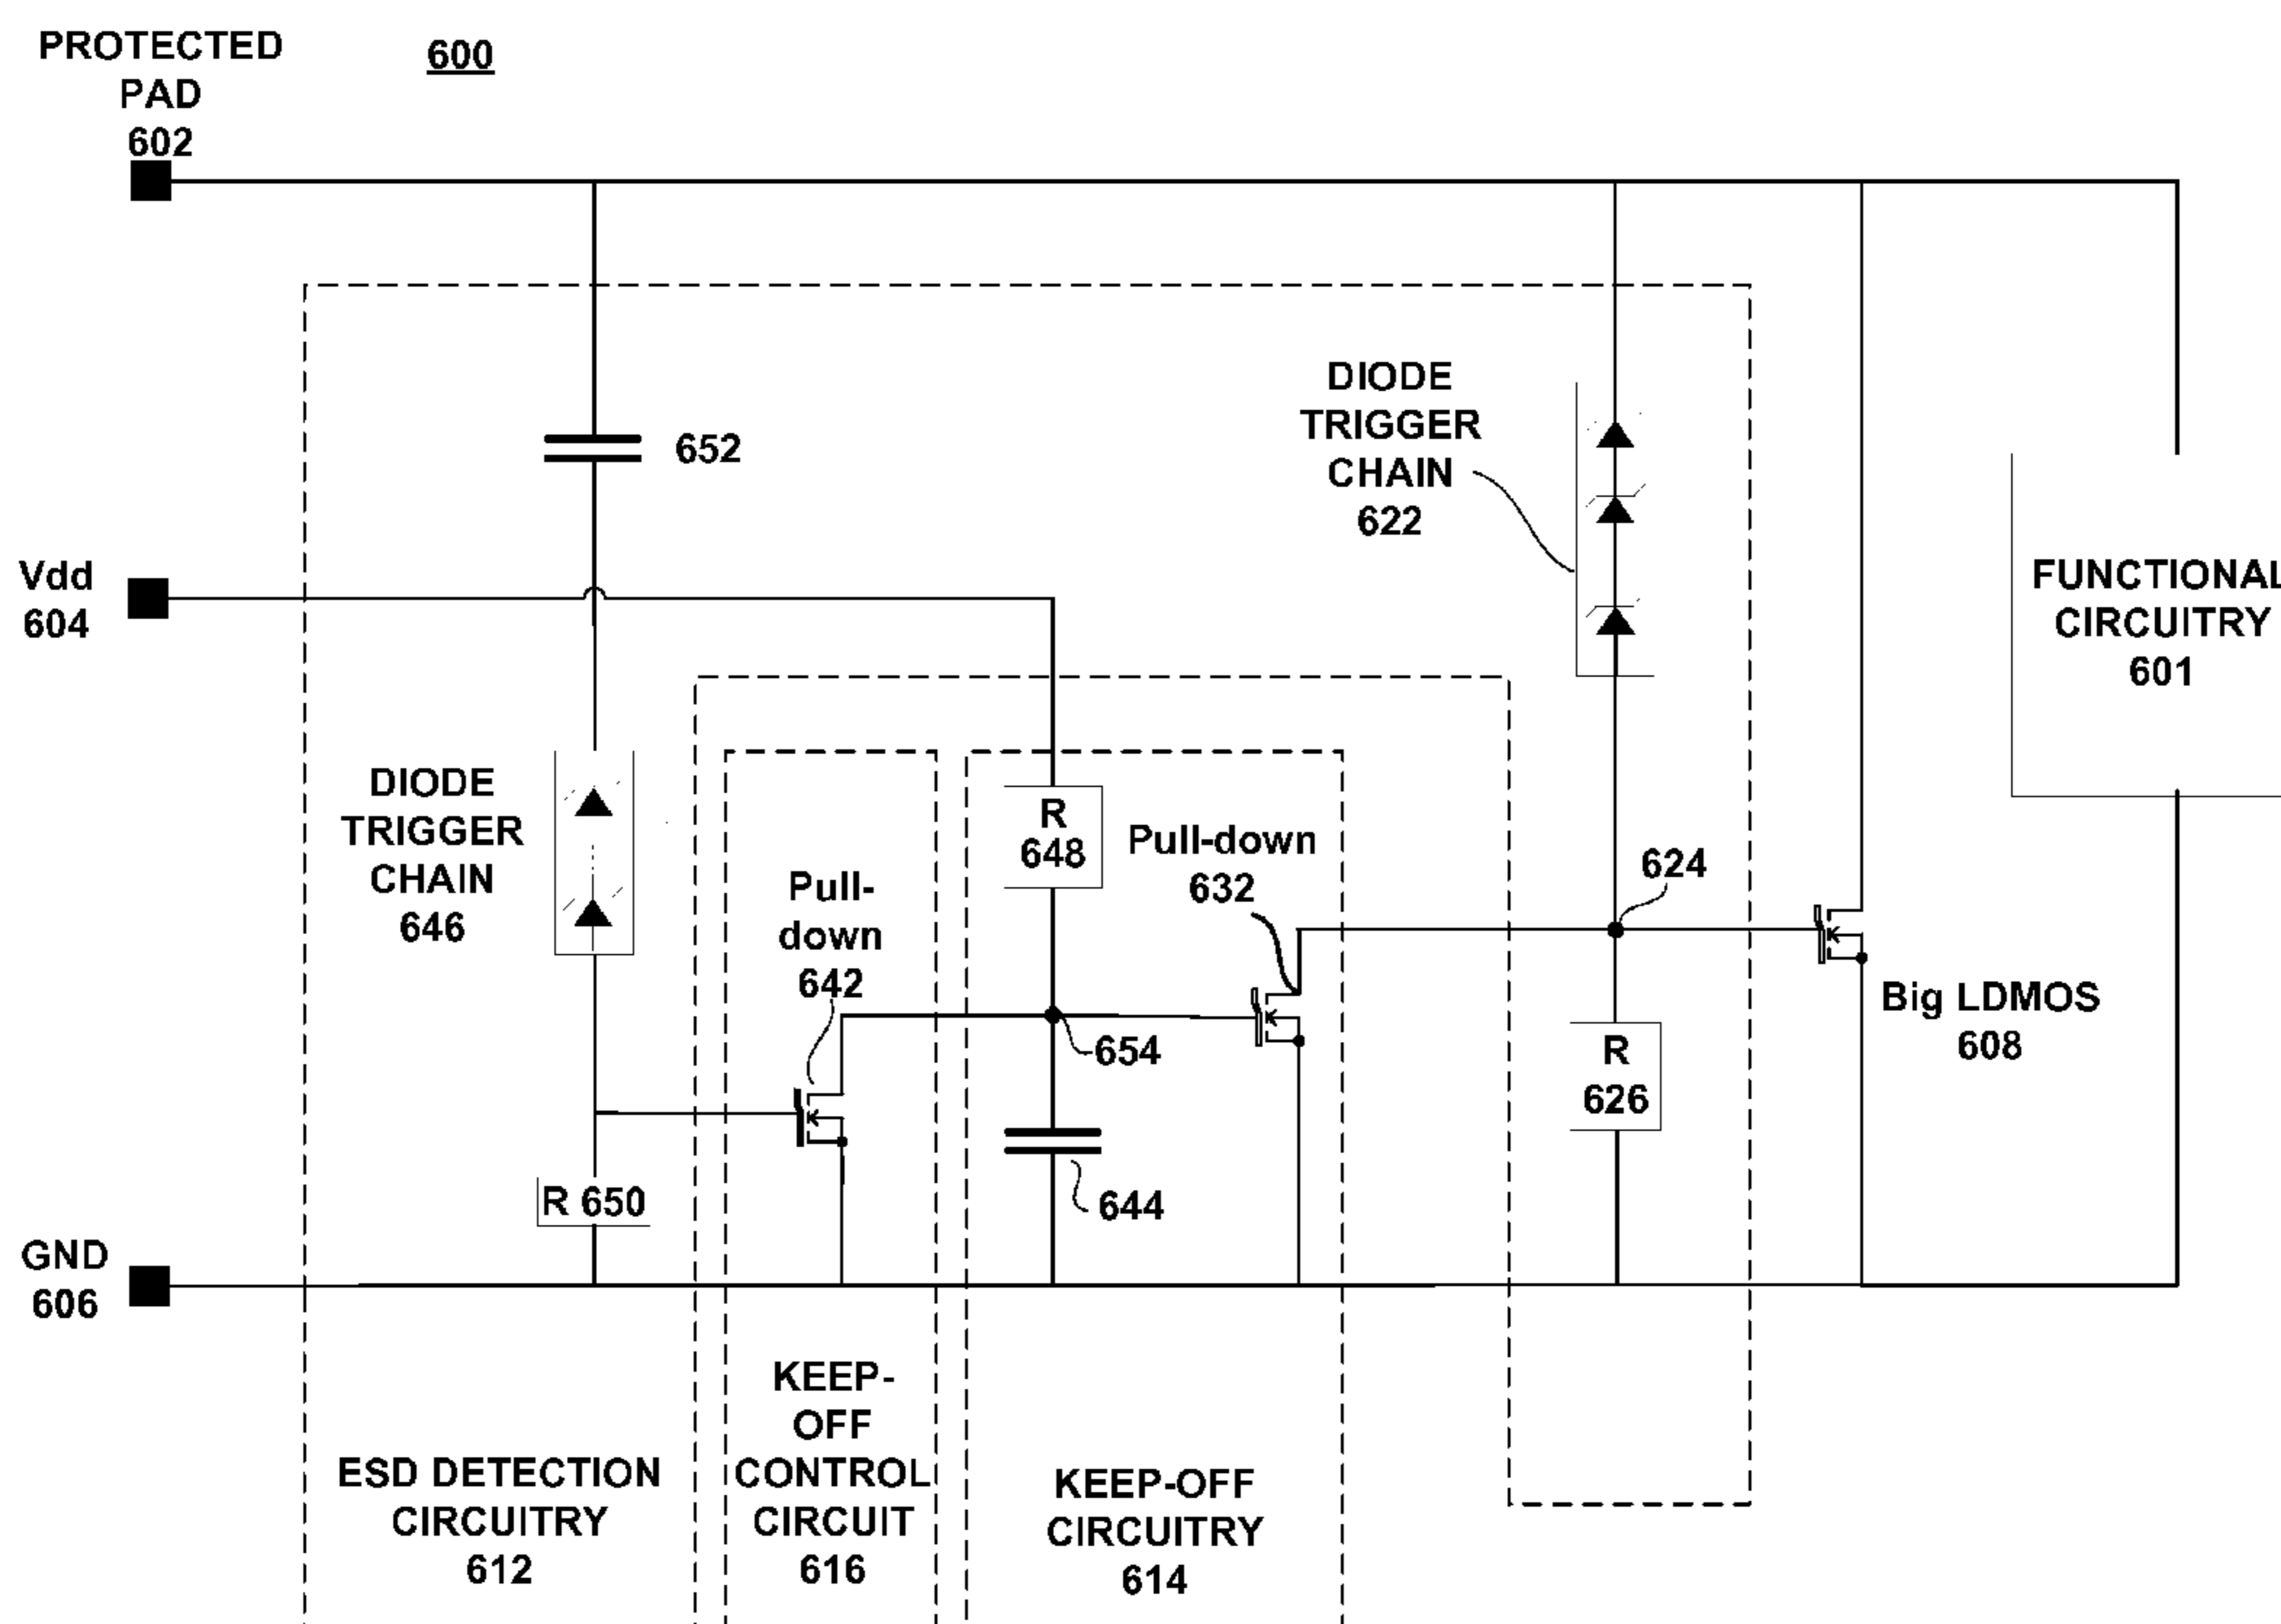 PROTECTED
PAD
602
600
652
Vdd
604
DIODE
TRIGGER
CHAIN
622
FUNCTIONAL
CIRCUITRY
601
DIODE
TRIGGER
CHAIN
646
R
648
Pull-down
632
Pull-
down
642
624
654
Big LDMOS
608
R
626
R 650
644
GND
606
ESD DETECTION
CIRCUITRY
612
KEEP-
OFF
CONTROL
CIRCUIT
616
KEEP-OFF
CIRCUITRY
614